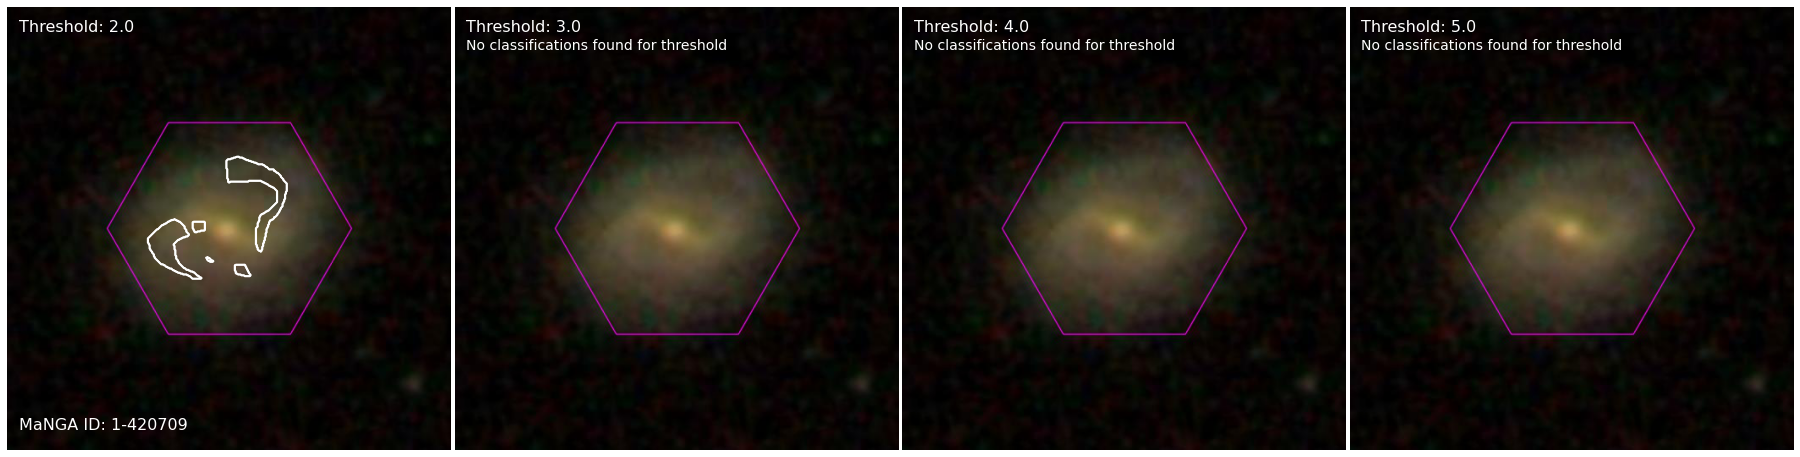 Threshold: 2.0
MaNGA ID: 1-420709
Threshold: 3.0
No classifications found for threshold
Threshold: 4.0
No classifications found for threshold
Threshold: 5.0
No classifications found for threshold